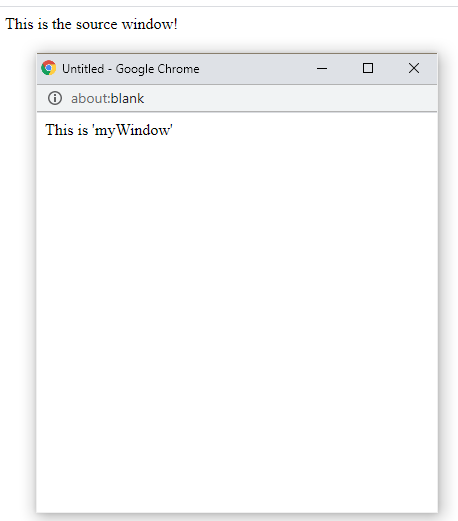 This is the source window!
Untitled - Google Chrome
about:blank
This is 'myWindow'